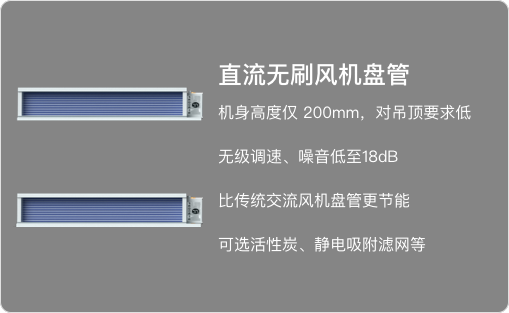 直流无刷风机盘管
机身高度仅 200mm，对吊顶要求低
无级调速、噪音低至18dB
比传统交流风机盘管更节能
可选活性炭、静电吸附滤网等